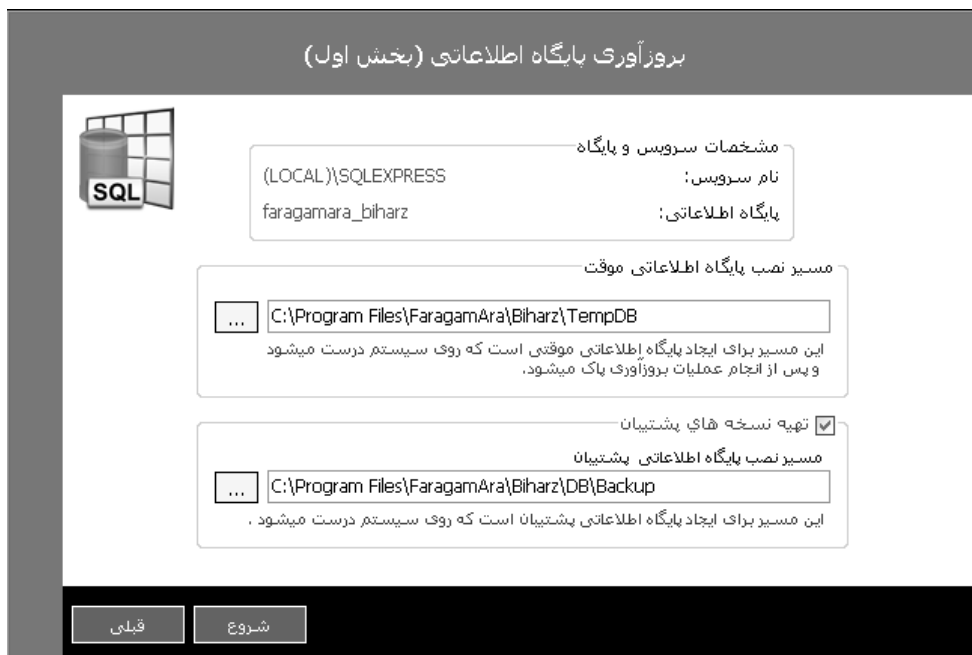 بروزآوری پایگاه اطلاعاتی (بخش اول)
SQL
مشخصات سرویس و پایگاه
نام سرویس: (LOCAL)\SQLEXPRESS
پایگاه اطلاعاتی: faragamara_biharz
مسیر نصب پایگاه اطلاعاتی موقت
... C:\Program Files\FaragamAra\Biharz\TempDB
این مسیر برای ایجاد پایگاه اطلاعاتی موقتی است که روی سیستم درست میشود
و پس از انجام عملیات بروزآوری پاک میشود.
تهیه نسخه هاي پشتیبان
مسیر نصب پایگاه اطلاعاتی پشتیبان
... C:\Program Files\FaragamAra\Biharz\DB\Backup
این مسیر برای ایجاد پایگاه اطلاعاتی پشتیبان است که روی سیستم درست میشود .
شروع
قبلی